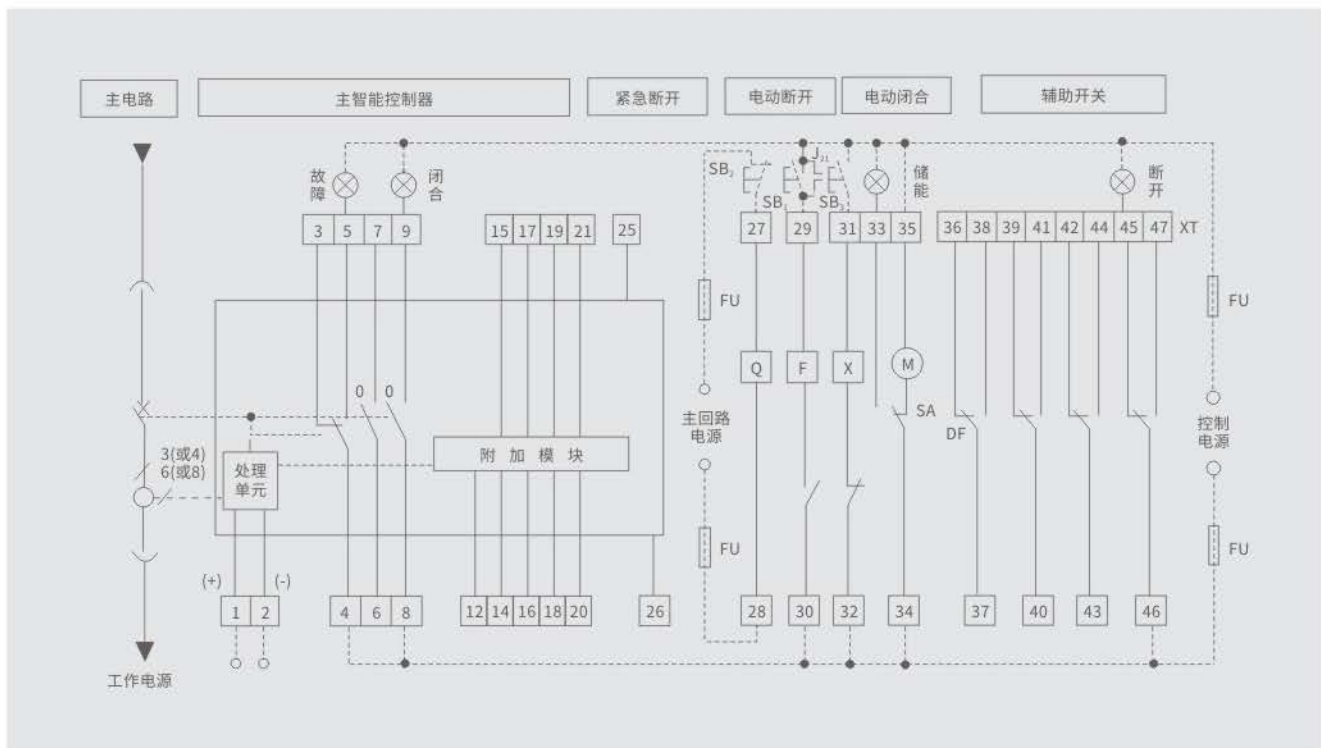 主电路
主智能控制器
紧急断开
电动断开
电动闭合
辅助开关
故障
闭合
SB₂
SB₁
J₂₁
SB₃
储能
断开
3 5 7 9
15 17 19 21
25
27
29
31 33 35
36 38 39 41 42 44 45 47
XT
FU
FU
Q
F
X
M
0 0
SA
DF
主回路
电源
控制
电源
3(或4)
6(或8)
处理
单元
附加模块
FU
FU
(+)
(-)
1 2
4 6 8
12 14 16 18 20
26
28
30
32
34
37
40
43
46
工作电源